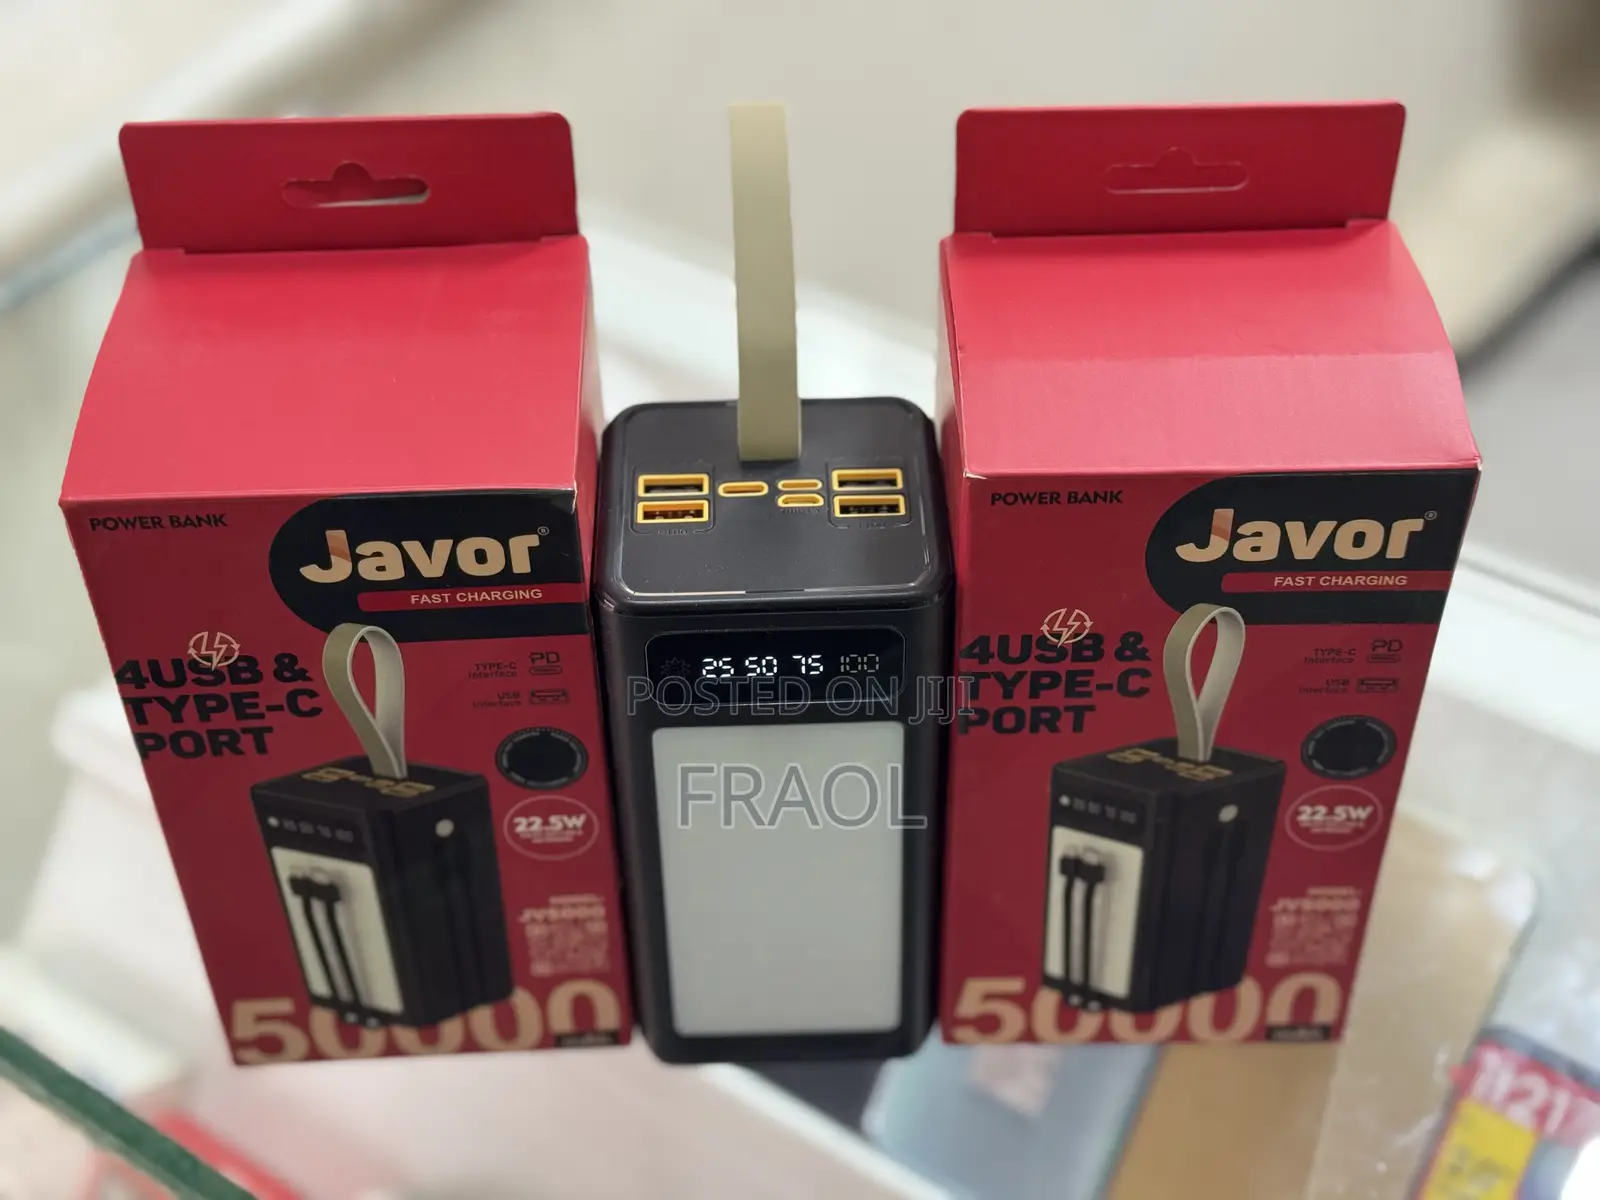 POWER BANK
Javor®
FAST CHARGING
4USB &
TYPE-C
PORT
TYPE-C
Interface
PD
USB
Interface
22.5W
JY5000
50000
25 50 75 100
POSTED ON JIJI
FRAOL
POWER BANK
Javor®
FAST CHARGING
4USB &
TYPE-C
PORT
TYPE-C
Interface
PD
USB
Interface
22.5W
JY5000
50000